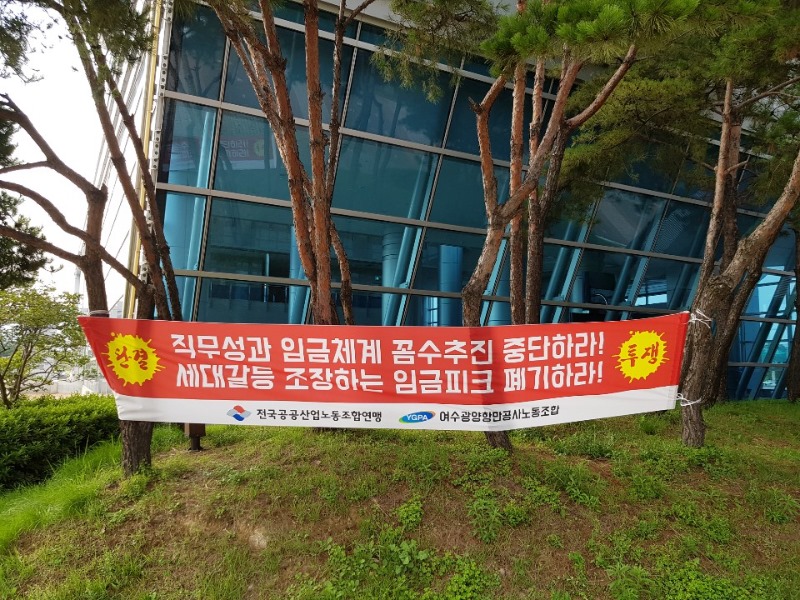 단결
직무성과 임금체계 꼼수추진 중단하라!
세대갈등 조장하는 임금피크 폐기하라!
투쟁
전국공공산업노동조합연맹 YGPA 여수광양항만공사노동조합